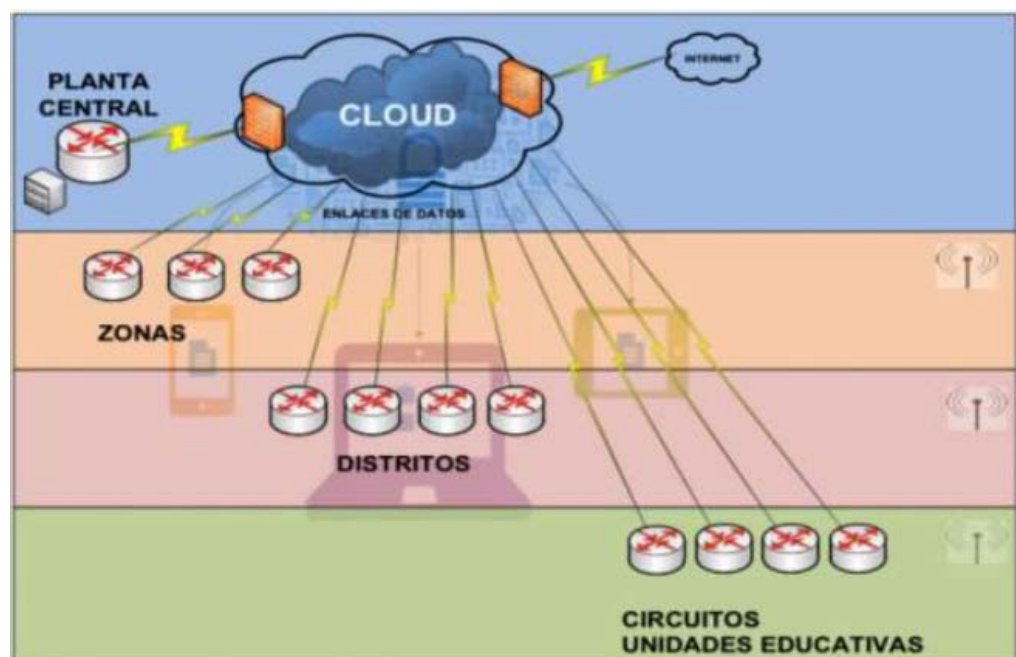 PLANTA
CENTRAL
CLOUD
INTERNET
ENLACES DE DATOS
ZONAS
DISTRITOS
CIRCUITOS
UNIDADES EDUCATIVAS